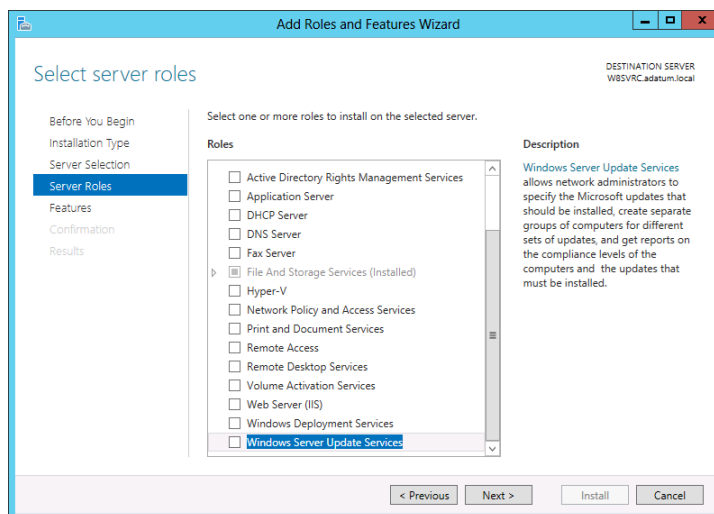 Add Roles and Features Wizard
Select server roles
DESTINATION SERVER
W8SVRC.adatum.local
Before You Begin
Installation Type
Server Selection
Server Roles
Features
Confirmation
Results
Select one or more roles to install on the selected server.
Roles
Active Directory Rights Management Services
Application Server
DHCP Server
DNS Server
Fax Server
File And Storage Services (Installed)
Hyper-V
Network Policy and Access Services
Print and Document Services
Remote Access
Remote Desktop Services
Volume Activation Services
Web Server (IIS)
Windows Deployment Services
Windows Server Update Services
Description
Windows Server Update Services
allows network administrators to
specify the Microsoft updates that
should be installed, create separate
groups of computers for different
sets of updates, and get reports on
the compliance levels of the
computers and the updates that
must be installed.
< Previous
Next >
Install
Cancel